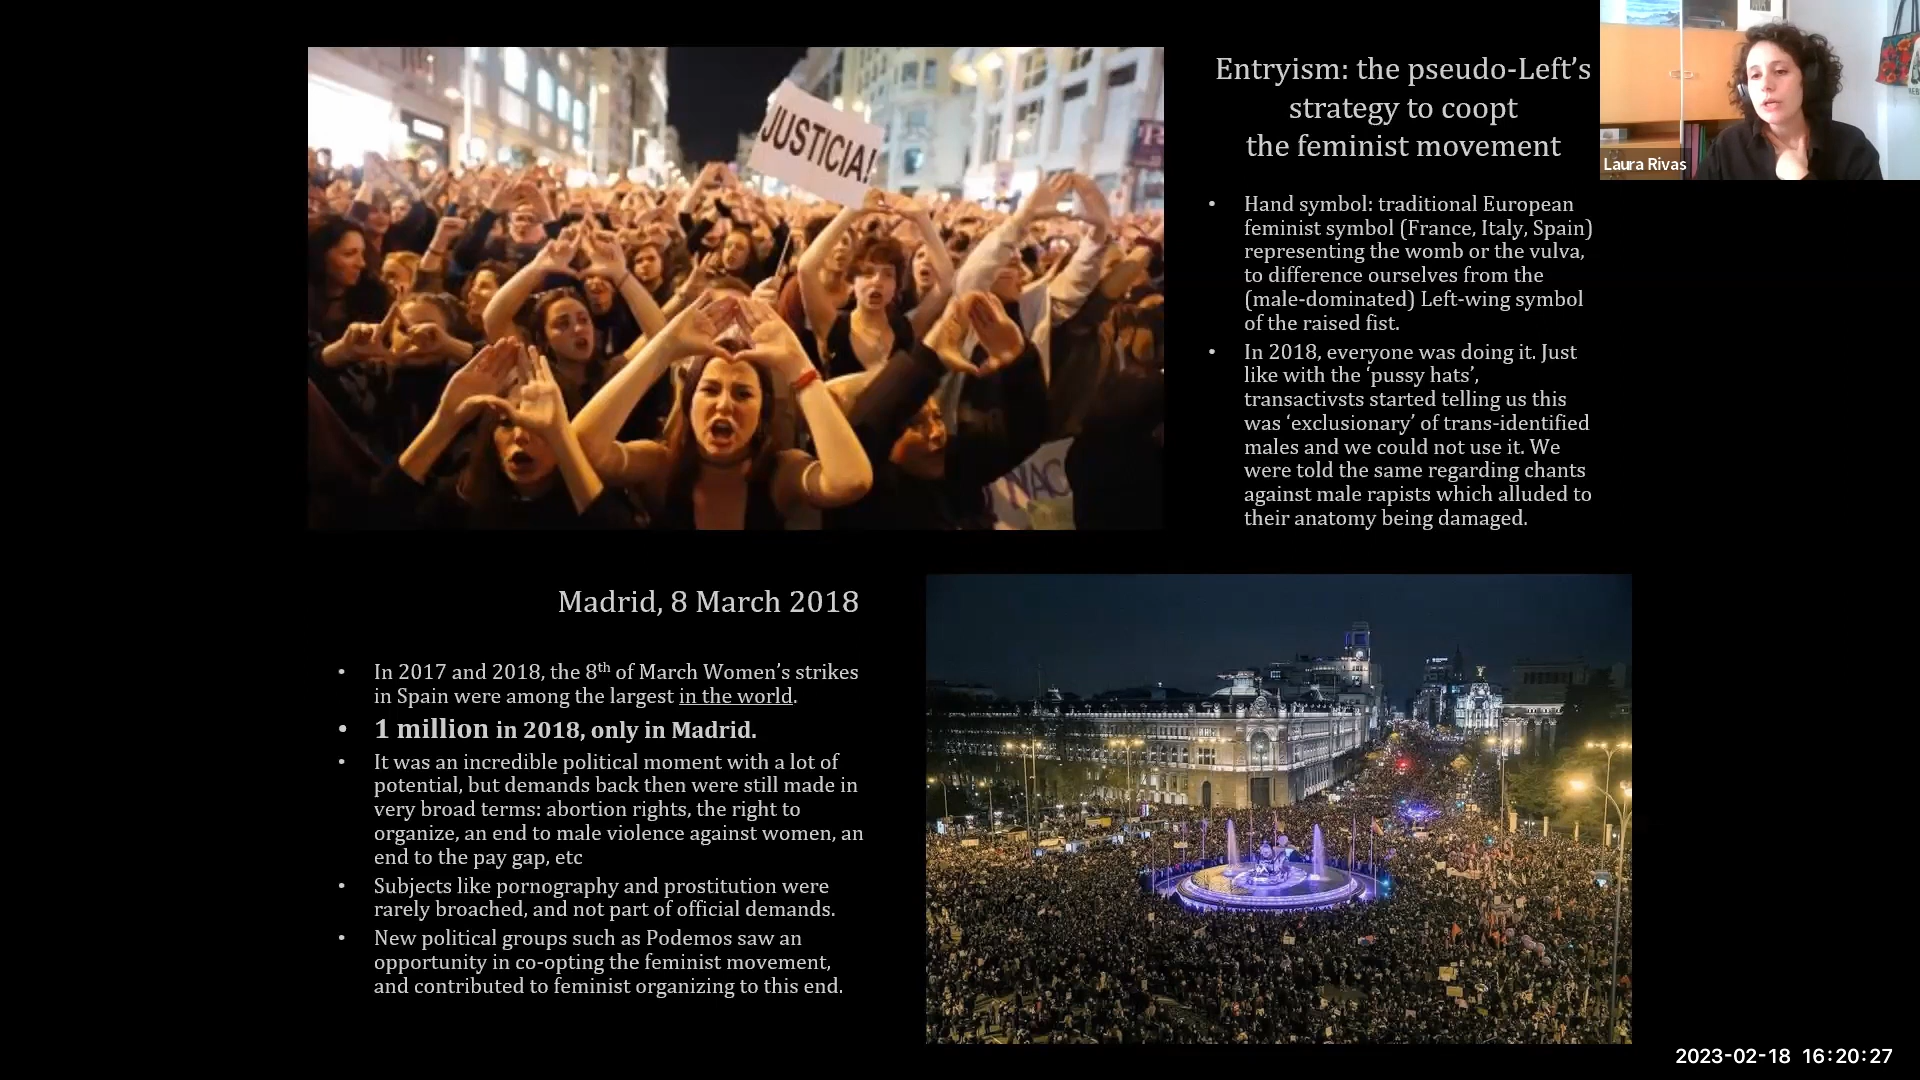 JUSTICIA!
Entryism: the pseudo-Left's
strategy to coopt
the feminist movement
Laura Rivas
• Hand symbol: traditional European
feminist symbol (France, Italy, Spain)
representing the womb or the vulva,
to difference ourselves from the
(male-dominated) Left-wing symbol
of the raised fist.
• In 2018, everyone was doing it. Just
like with the ‘pussy hats’,
transactivsts started telling us this
was ‘exclusionary’ of trans-identified
males and we could not use it. We
were told the same regarding chants
against male rapists which alluded to
their anatomy being damaged.
Madrid, 8 March 2018
• In 2017 and 2018, the 8th of March Women's strikes
in Spain were among the largest in the world.
• 1 million in 2018, only in Madrid.
• It was an incredible political moment with a lot of
potential, but demands back then were still made in
very broad terms: abortion rights, the right to
organize, an end to male violence against women, an
end to the pay gap, etc
• Subjects like pornography and prostitution were
rarely broached, and not part of official demands.
• New political groups such as Podemos saw an
opportunity in co-opting the feminist movement,
and contributed to feminist organizing to this end.
2023-02-18 16:20:27